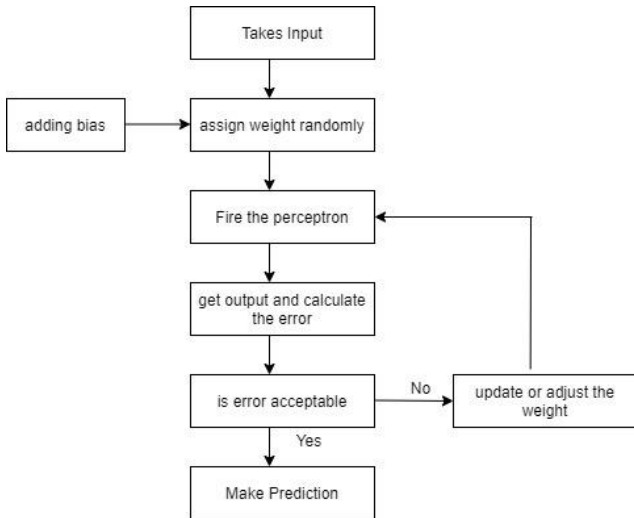 Takes Input
adding bias
assign weight randomly
Fire the perceptron
get output and calculate
the error
is error acceptable
No
update or adjust the
weight
Yes
Make Prediction